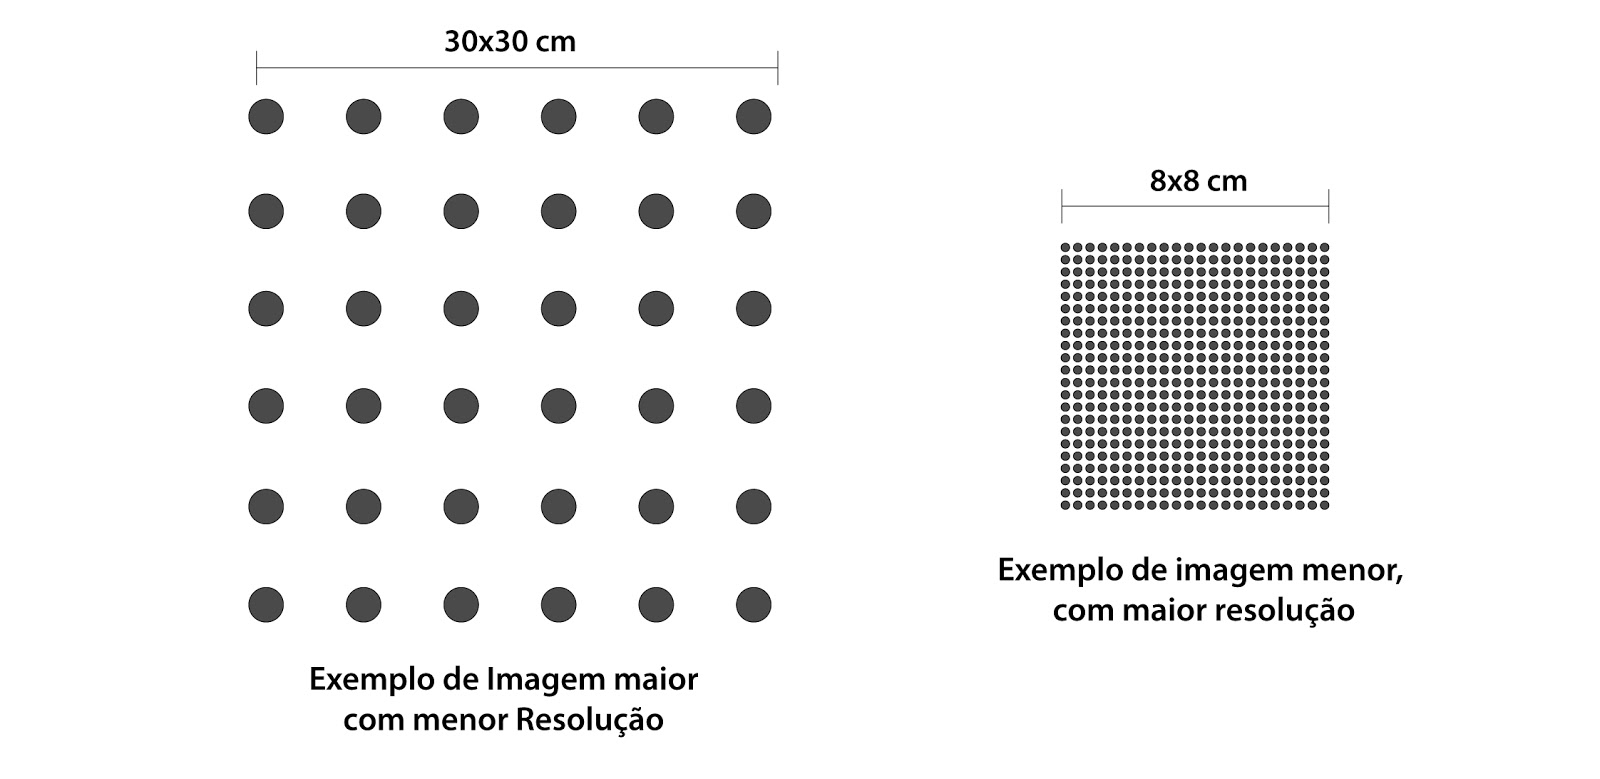 30x30 cm
Exemplo de Imagem maior
com menor Resolução
8x8 cm
Exemplo de imagem menor,
com maior resolução